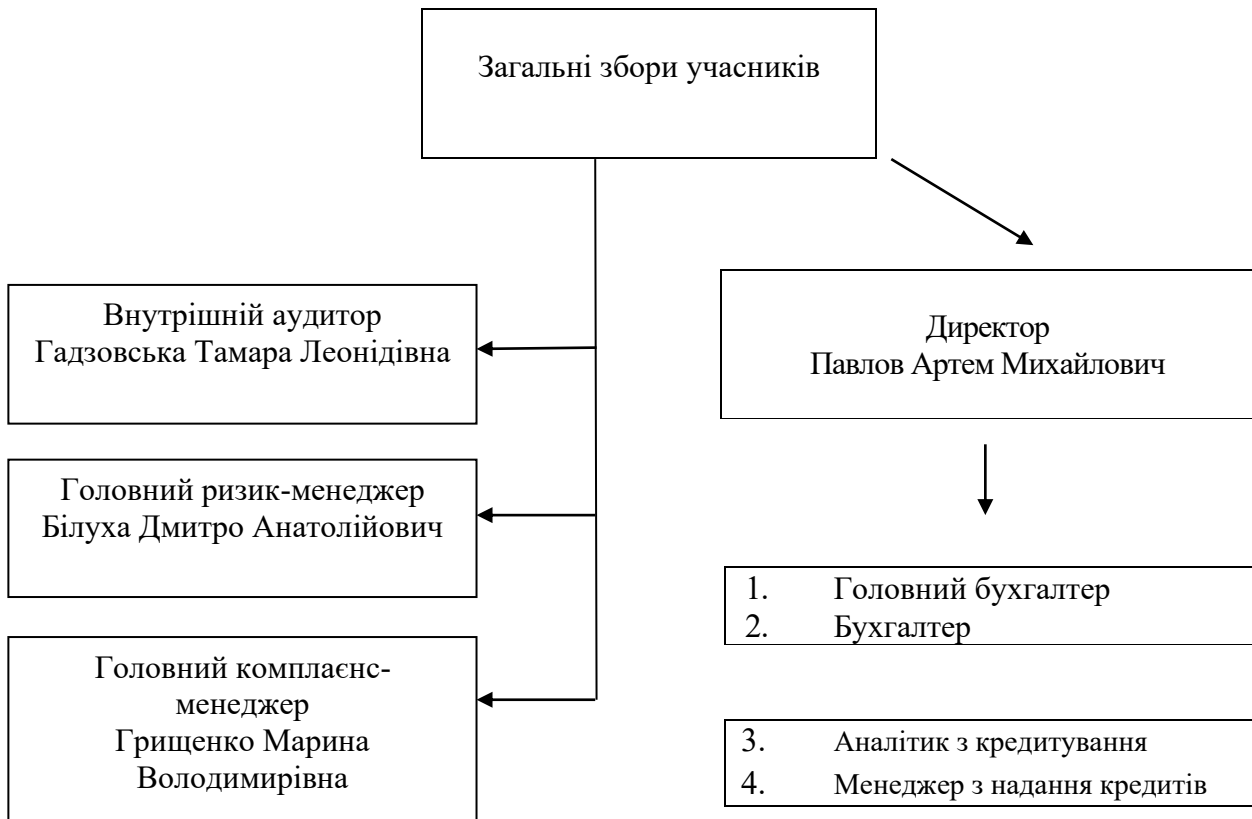 Загальні збори учасників
Внутрішній аудитор
Гадзовська Тамара Леонідівна
Головний ризик-менеджер
Білуха Дмитро Анатолійович
Головний комплаєнс-
менеджер
Грищенко Марина
Володимирівна
Директор
Павлов Артем Михайлович
1. Головний бухгалтер
2. Бухгалтер
3. Аналітик з кредитування
4. Менеджер з надання кредитів